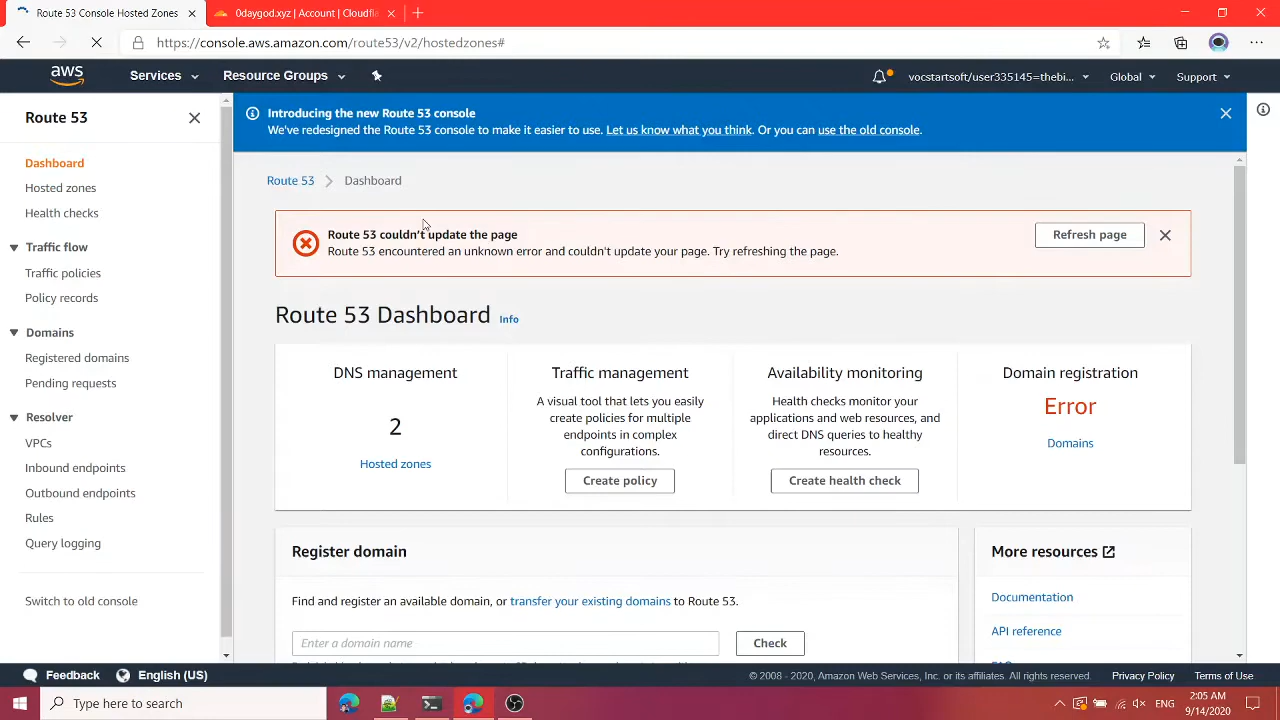 Route 53 Console Hosted Zones
0daygod.xyz | Account | Cloudfl
https://console.aws.amazon.com/route53/v2/hostedzones#
aws
Services
Resource Groups
vocstartsoft/user335145=thebi...
Global
Support
Route 53
Dashboard
Hosted zones
Health checks
Traffic flow
Traffic policies
Policy records
Domains
Registered domains
Pending requests
Resolver
VPCs
Inbound endpoints
Outbound endpoints
Rules
Query logging
Switch to old console
Introducing the new Route 53 console
We've redesigned the Route 53 console to make it easier to use. Let us know what you think. Or you can use the old console.
Route 53
Dashboard
Route 53 couldn't update the page
Route 53 encountered an unknown error and couldn't update your page. Try refreshing the page.
Refresh page
Route 53 Dashboard
Info
DNS management
2
Hosted zones
Traffic management
A visual tool that lets you easily
create policies for multiple
endpoints in complex
configurations.
Create policy
Availability monitoring
Health checks monitor your
applications and web resources, and
direct DNS queries to healthy
resources.
Create health check
Domain registration
Error
Domains
Register domain
Find and register an available domain, or transfer your existing domains to Route 53.
Enter a domain name
Check
More resources
Documentation
API reference
Feedback
English (US)
© 2008 - 2020, Amazon Web Services, Inc. or its affiliates. All rights reserved.
Privacy Policy
Terms of Use
Type here to search
ENG
2:05 AM
9/14/2020